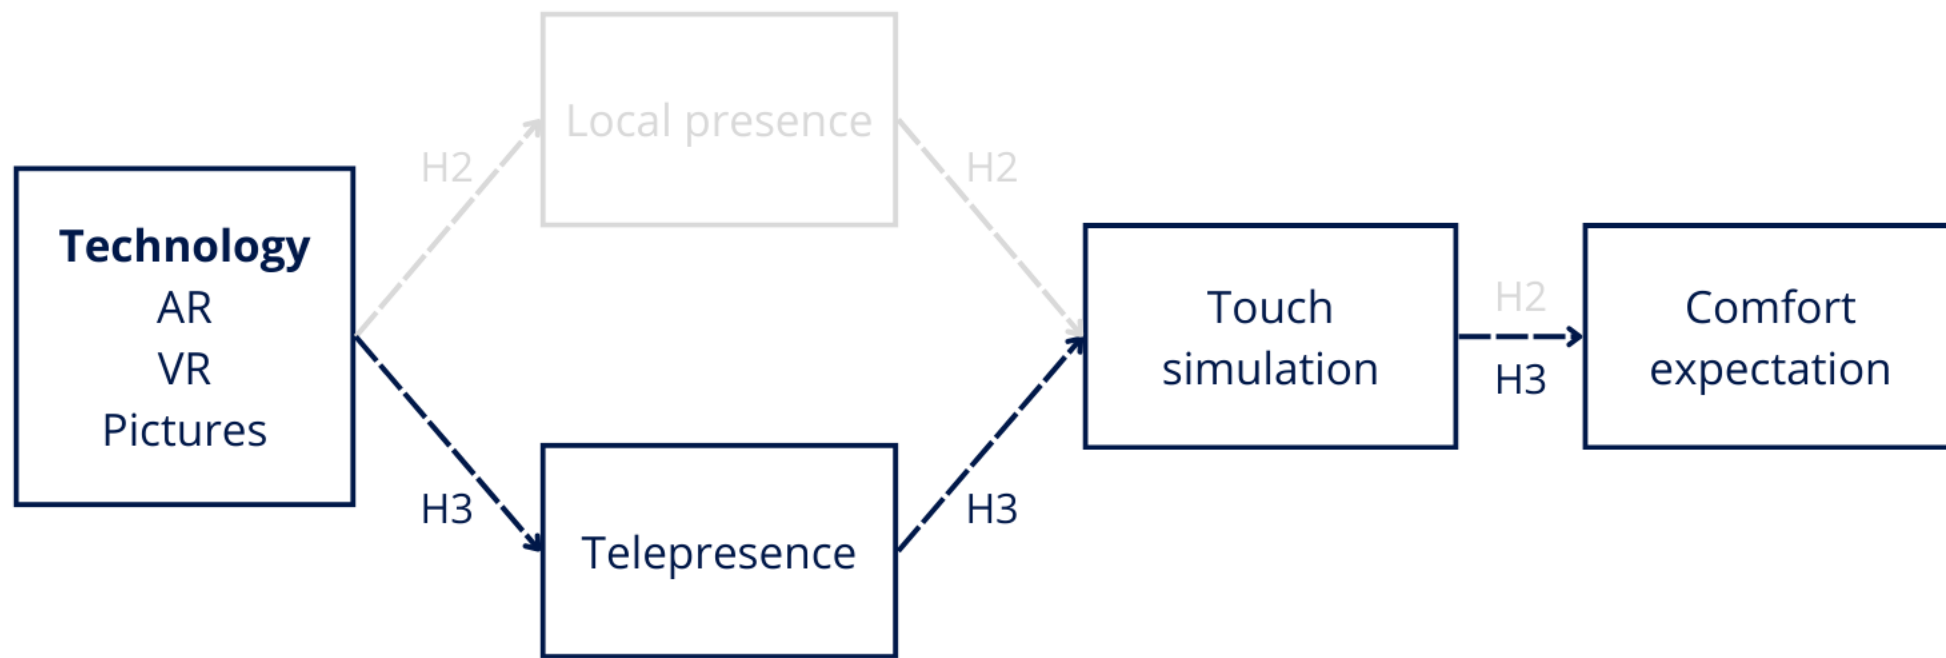 Local presence
H2
H2
Technology
AR
VR
Pictures
Touch
simulation
H2
H3
Comfort
expectation
H3
H3
Telepresence